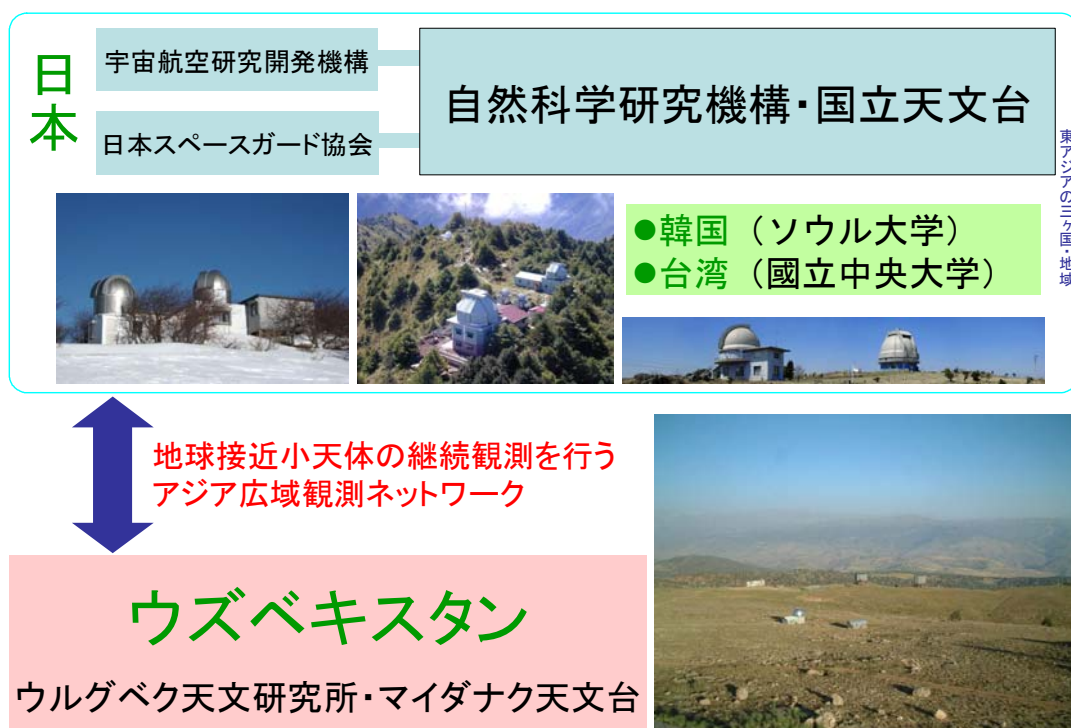 日本
宇宙航空研究開発機構
日本スペースガード協会
自然科学研究機構・国立天文台
東アジアの三ヶ国・地域
●韓国（ソウル大学）
●台湾（國立中央大学）
地球接近小天体の継続観測を行う
アジア広域観測ネットワーク
ウズベキスタン
ウルグベク天文研究所・マイダナク天文台